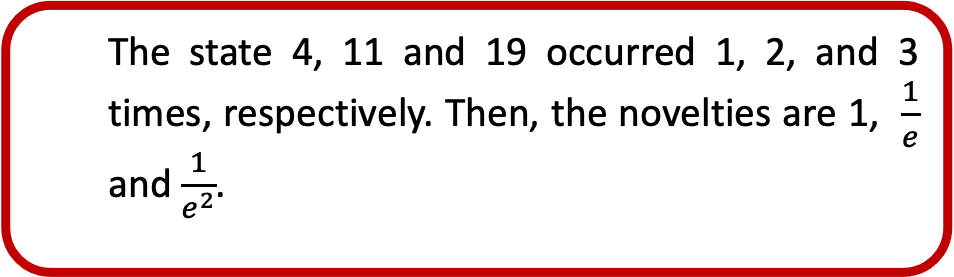 The state 4, 11 and 19 occurred 1, 2, and 3
times, respectively. Then, the novelties are 1, 1/e
and 1/e².